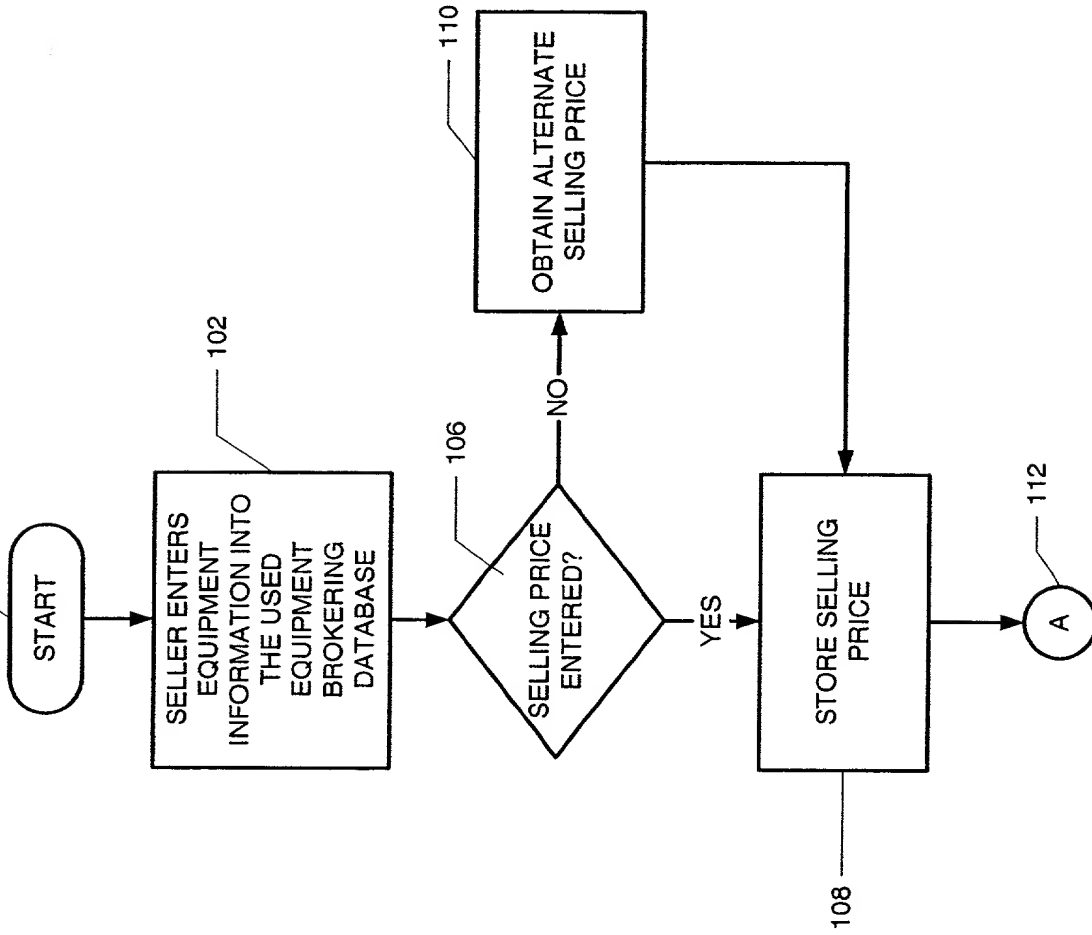 START
SELLER ENTERS
EQUIPMENT
INFORMATION INTO
THE USED
EQUIPMENT
BROKERING
DATABASE
102
SELLING PRICE
ENTERED?
106
NO
OBTAIN ALTERNATE
SELLING PRICE
110
YES
STORE SELLING
PRICE
108
A
112